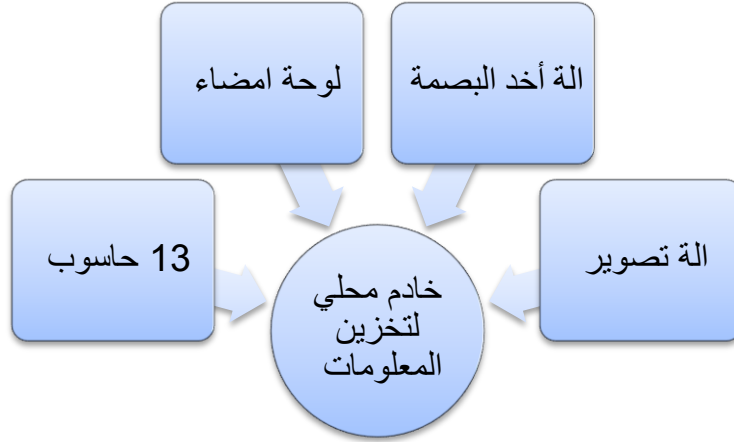 الة أخد البصمة
لوحة امضاء
الة تصوير
13 حاسوب
خادم محلي
لتخزين
المعلومات